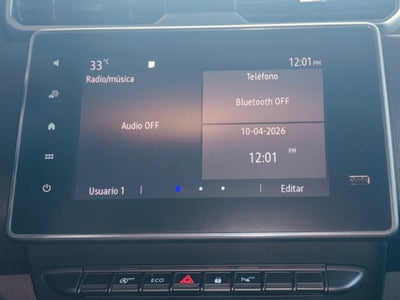 33°C
12:01 PM
Radio/música
Teléfono
Bluetooth OFF
Audio OFF
10-04-2026
12:01 PM
Usuario 1
Editar
ECO